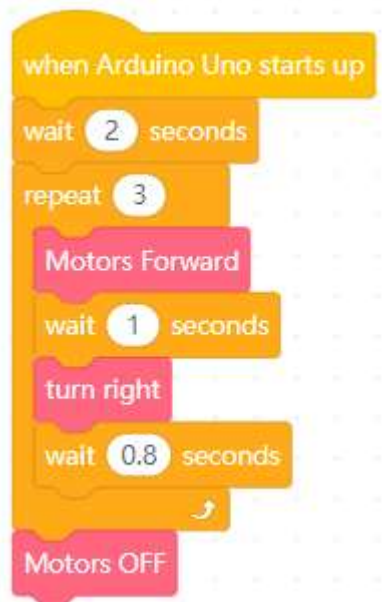 when Arduino Uno starts up
wait 2 seconds
repeat 3
Motors Forward
wait 1 seconds
turn right
wait 0.8 seconds
Motors OFF